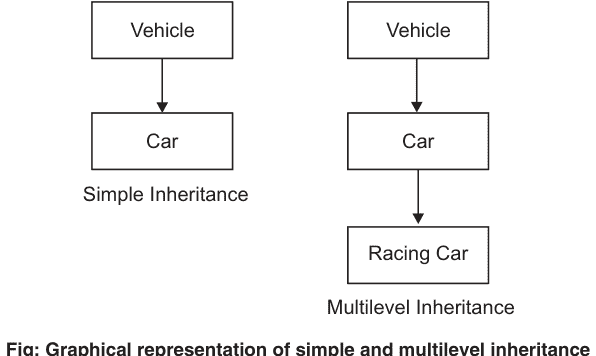 Vehicle
Car
Simple Inheritance
Vehicle
Car
Racing Car
Multilevel Inheritance
Fig: Graphical representation of simple and multilevel inheritance